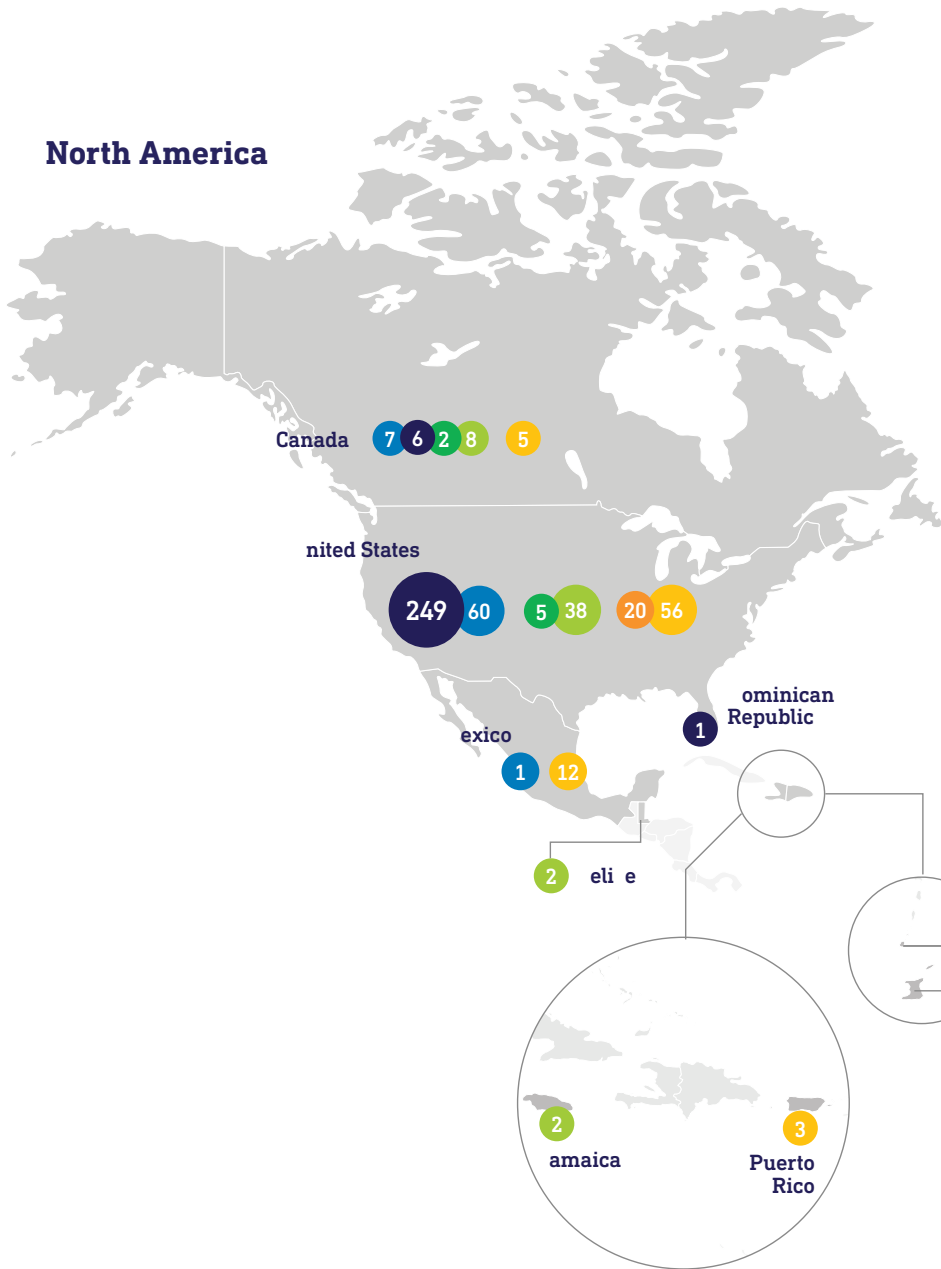 North America
Canada
7 6 2 8 5
nited States
249 60 5 38 20 56
ominican
Republic
1
exico
1 12
2 eli e
2
amaica
3
Puerto
Rico